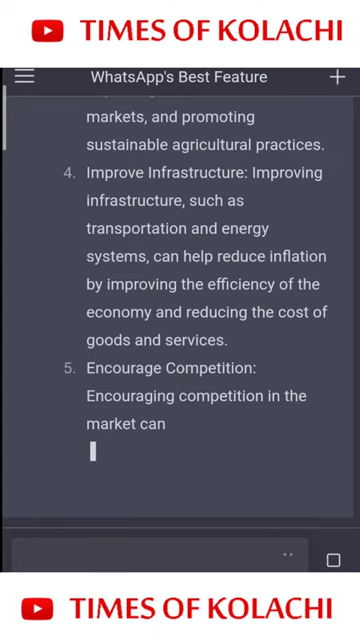 TIMES OF KOLACHI
WhatsApp's Best Feature
markets, and promoting
sustainable agricultural practices.
4. Improve Infrastructure: Improving
infrastructure, such as
transportation and energy
systems, can help reduce inflation
by improving the efficiency of the
economy and reducing the cost of
goods and services.
5. Encourage Competition:
Encouraging competition in the
market can
TIMES OF KOLACHI